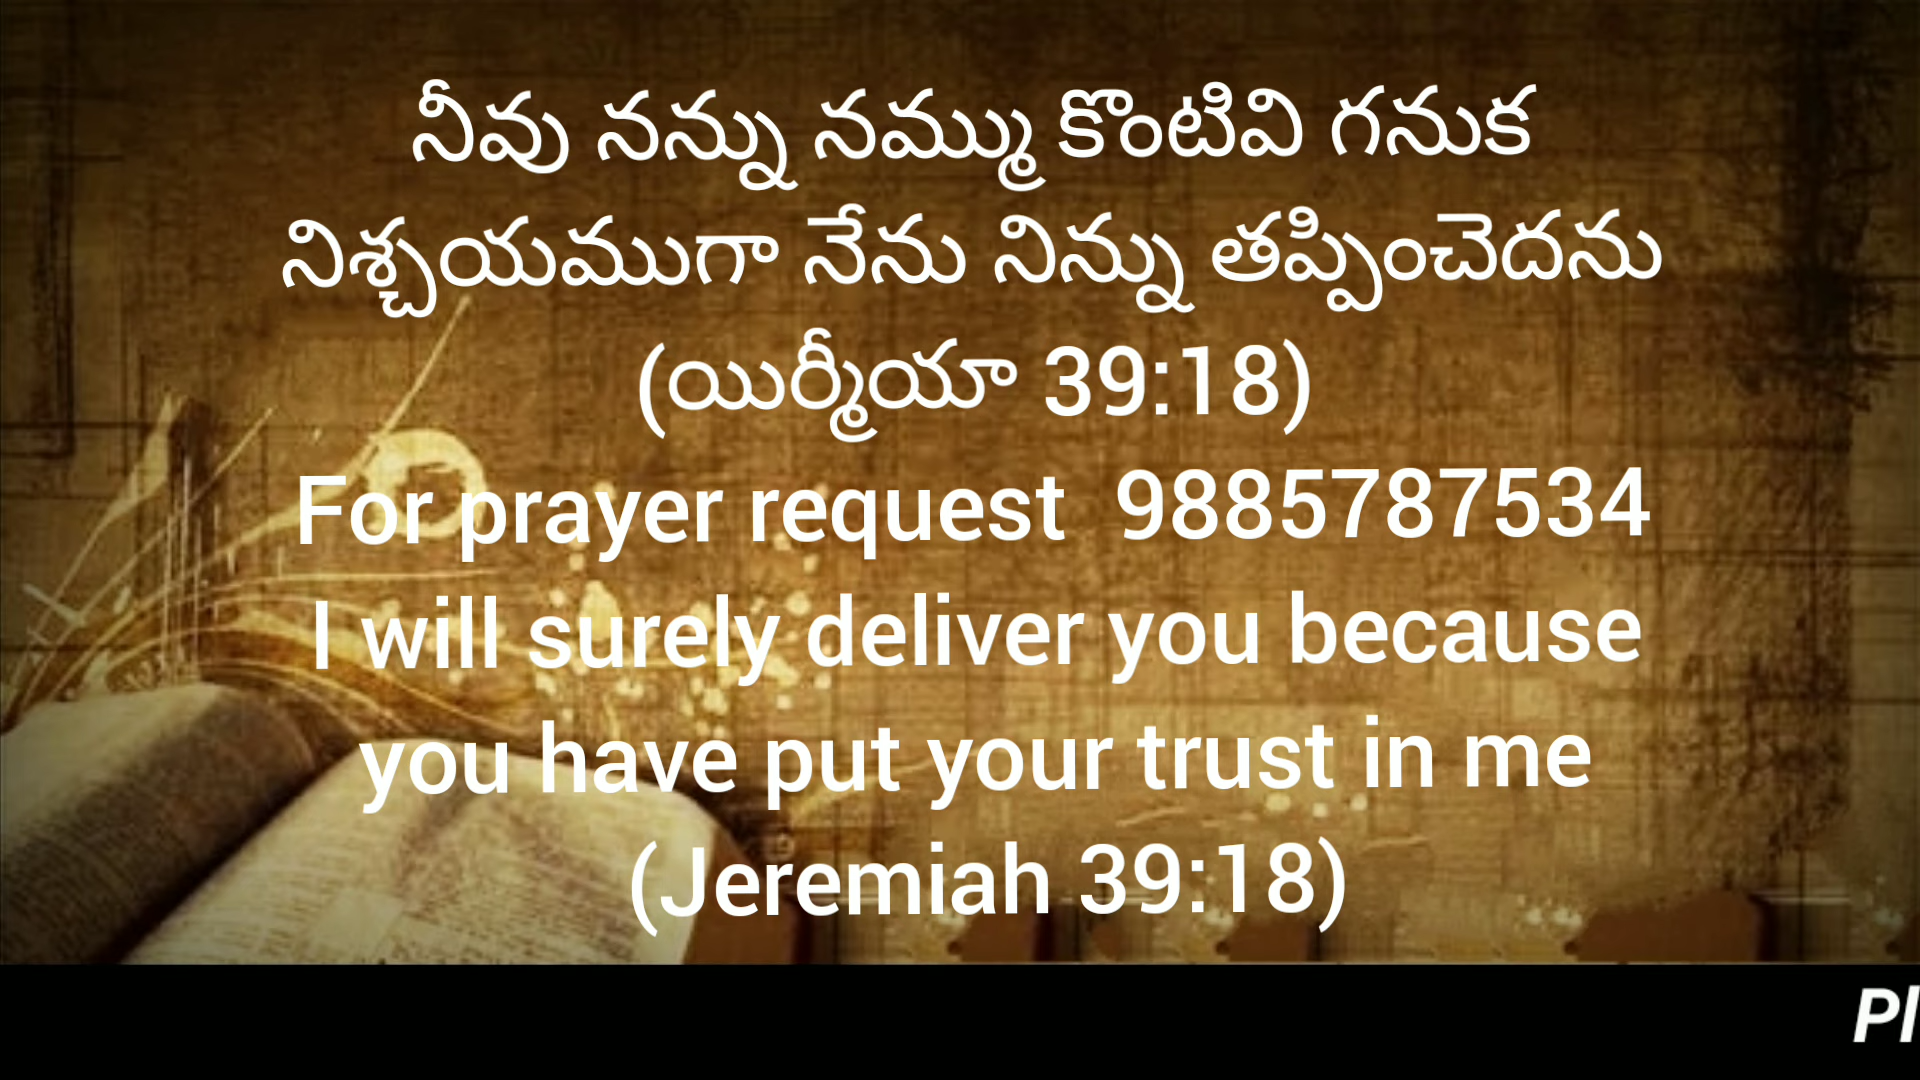 నీవు నన్ను నమ్ము కొంటివి గనుక
నిశ్చయముగా నేను నిన్ను తప్పించెదను
(యిర్మీయా 39:18)
For prayer request 9885787534
I will surely deliver you because
you have put your trust in me
(Jeremiah 39:18)
Pl